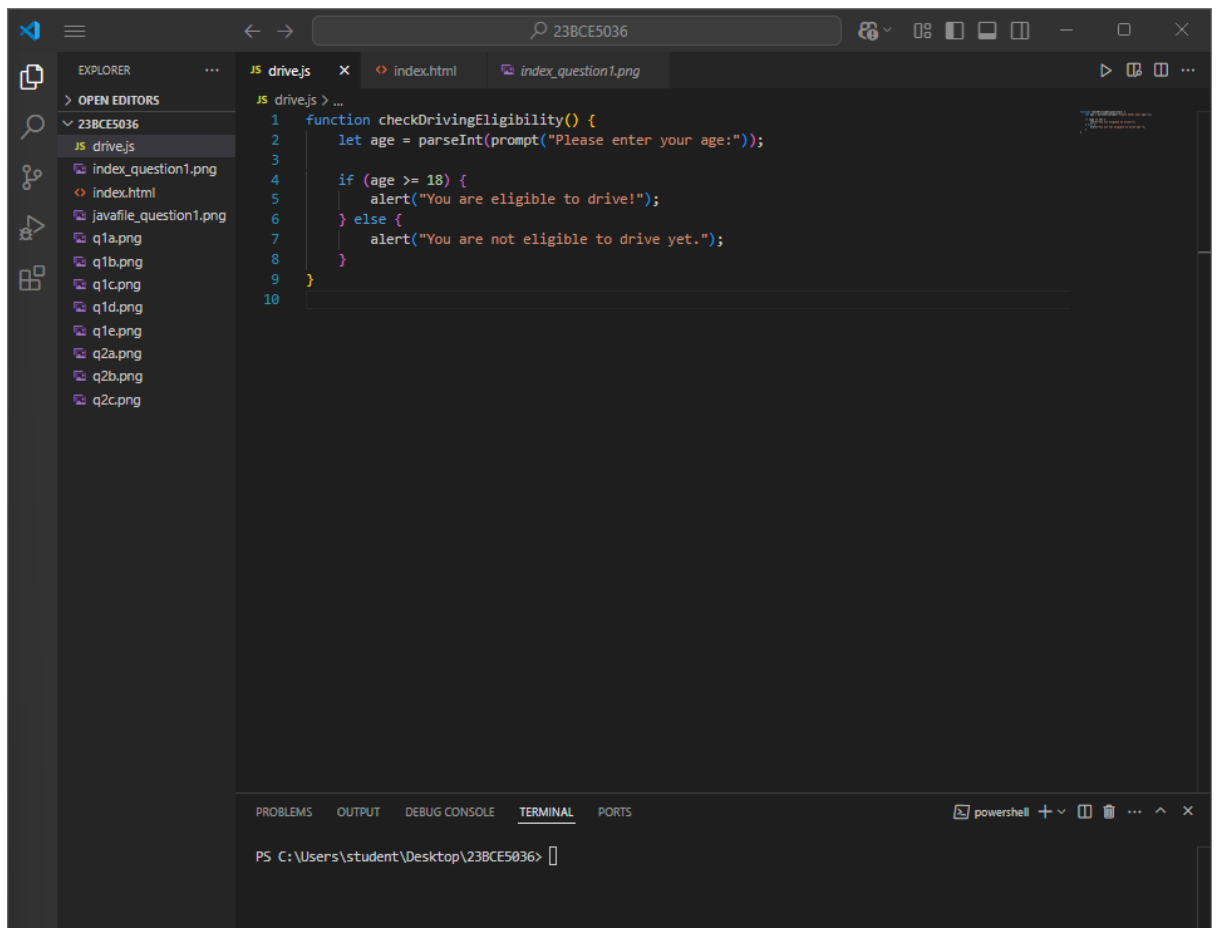 23BCE5036
EXPLORER
JS drive.js
index.html
index_question1.png
OPEN EDITORS
JS drive.js > ...
23BCE5036
JS drive.js
index_question1.png
index.html
javafile_question1.png
q1a.png
q1b.png
q1c.png
q1d.png
q1e.png
q2a.png
q2b.png
q2c.png
1 function checkDrivingEligibility() {
2 let age = parseInt(prompt("Please enter your age:"));
3
4 if (age >= 18) {
5 alert("You are eligible to drive!");
6 } else {
7 alert("You are not eligible to drive yet.");
8 }
9 }
10
PROBLEMS OUTPUT DEBUG CONSOLE TERMINAL PORTS
powershell
PS C:\Users\student\Desktop\23BCE5036>